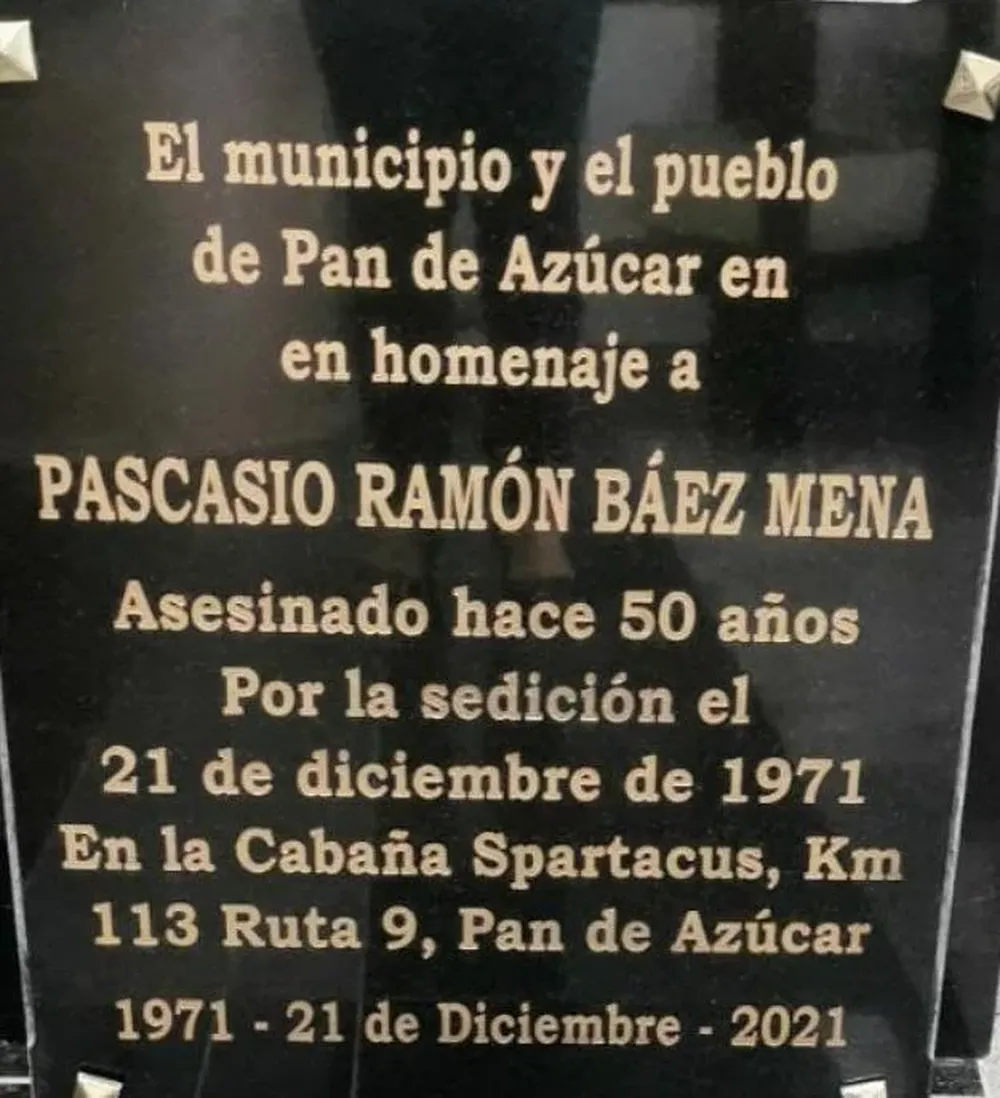 El municipio y el pueblo
de Pan de Azúcar en
en homenaje a
PASCASIO RAMÓN BÁEZ MENA
Asesinado hace 50 años
Por la sedición el
21 de diciembre de 1971
En la Cabaña Spartacus, Km
113 Ruta 9, Pan de Azúcar
1971 - 21 de Diciembre - 2021